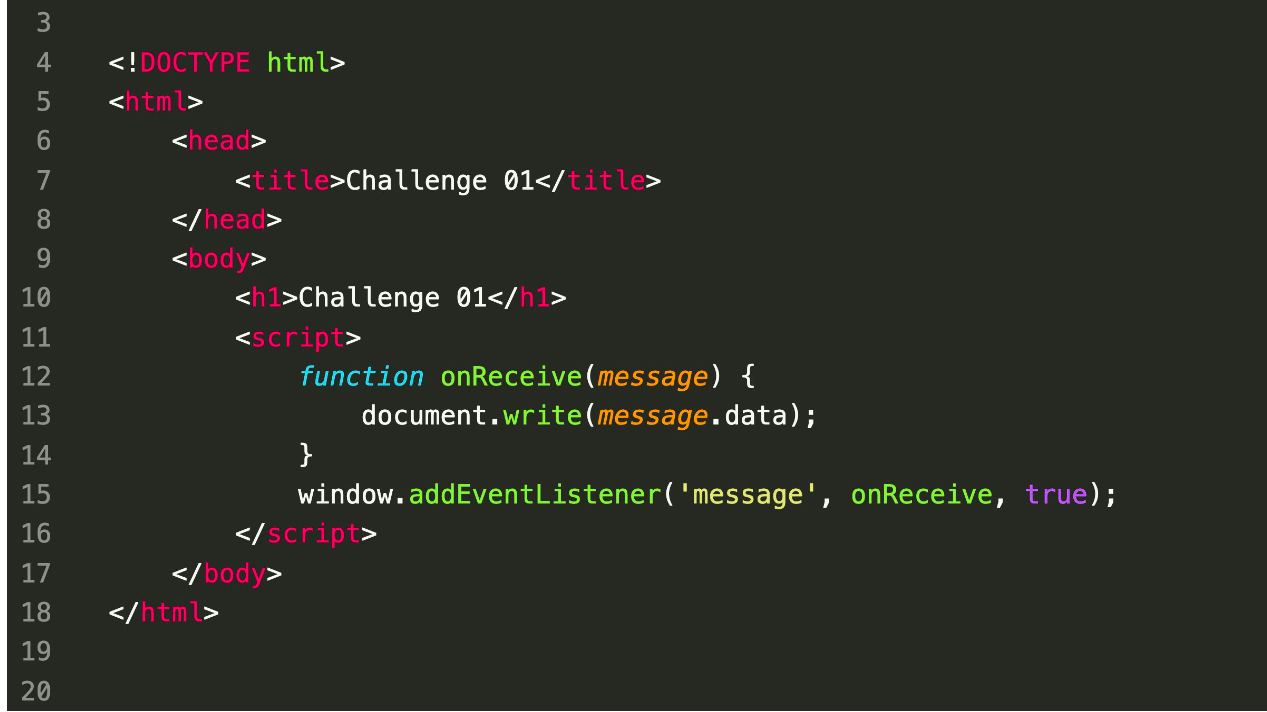 3
4 <!DOCTYPE html>
5 <html>
6 <head>
7 <title>Challenge 01</title>
8 </head>
9 <body>
10 <h1>Challenge 01</h1>
11 <script>
12 function onReceive(message) {
13 document.write(message.data);
14 }
15 window.addEventListener('message', onReceive, true);
16 </script>
17 </body>
18 </html>
19
20